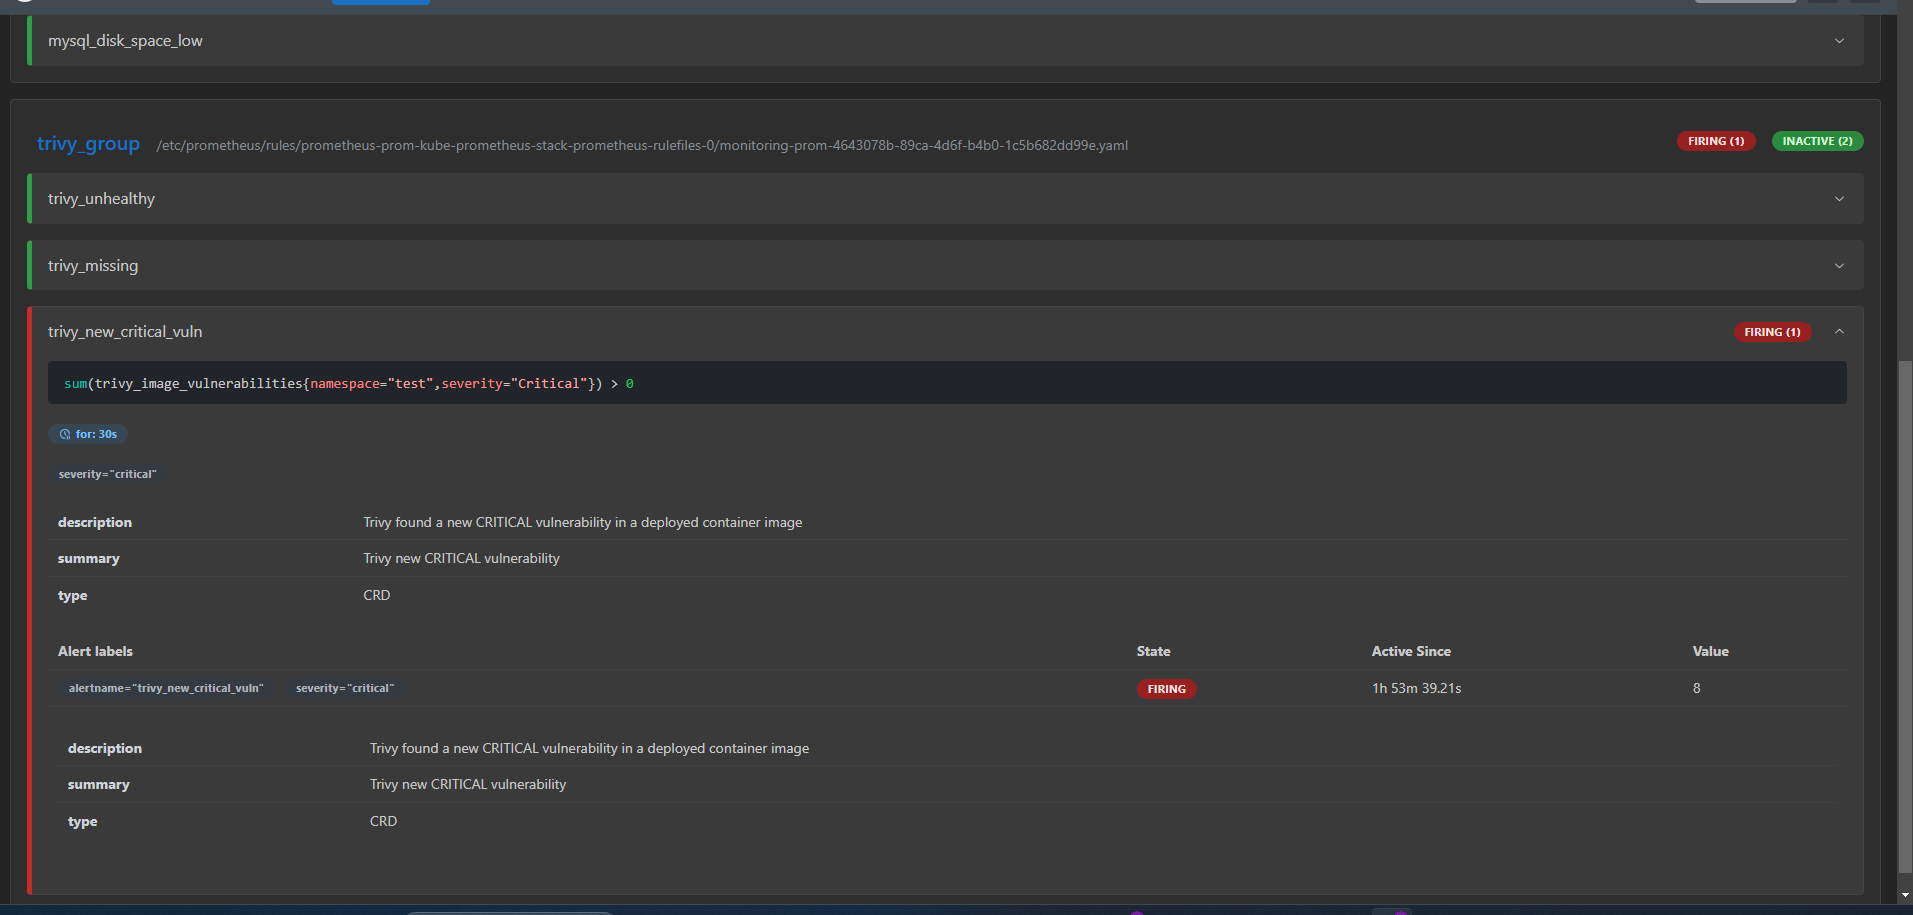 mysql_disk_space_low
trivy_group /etc/prometheus/rules/prometheus-prom-kube-prometheus-stack-prometheus-rulefiles-0/monitoring-prom-4643078b-89ca-4d6f-b4b0-1c5b682dd99e.yaml FIRING (1) INACTIVE (2)
trivy_unhealthy
trivy_missing
trivy_new_critical_vuln FIRING (1)
sum(trivy_image_vulnerabilities{namespace="test",severity="Critical"}) > 0
for: 30s
severity="critical"
description Trivy found a new CRITICAL vulnerability in a deployed container image
summary Trivy new CRITICAL vulnerability
type CRD
Alert labels State Active Since Value
alertname="trivy_new_critical_vuln" severity="critical" FIRING 1h 53m 39.21s 8
description Trivy found a new CRITICAL vulnerability in a deployed container image
summary Trivy new CRITICAL vulnerability
type CRD